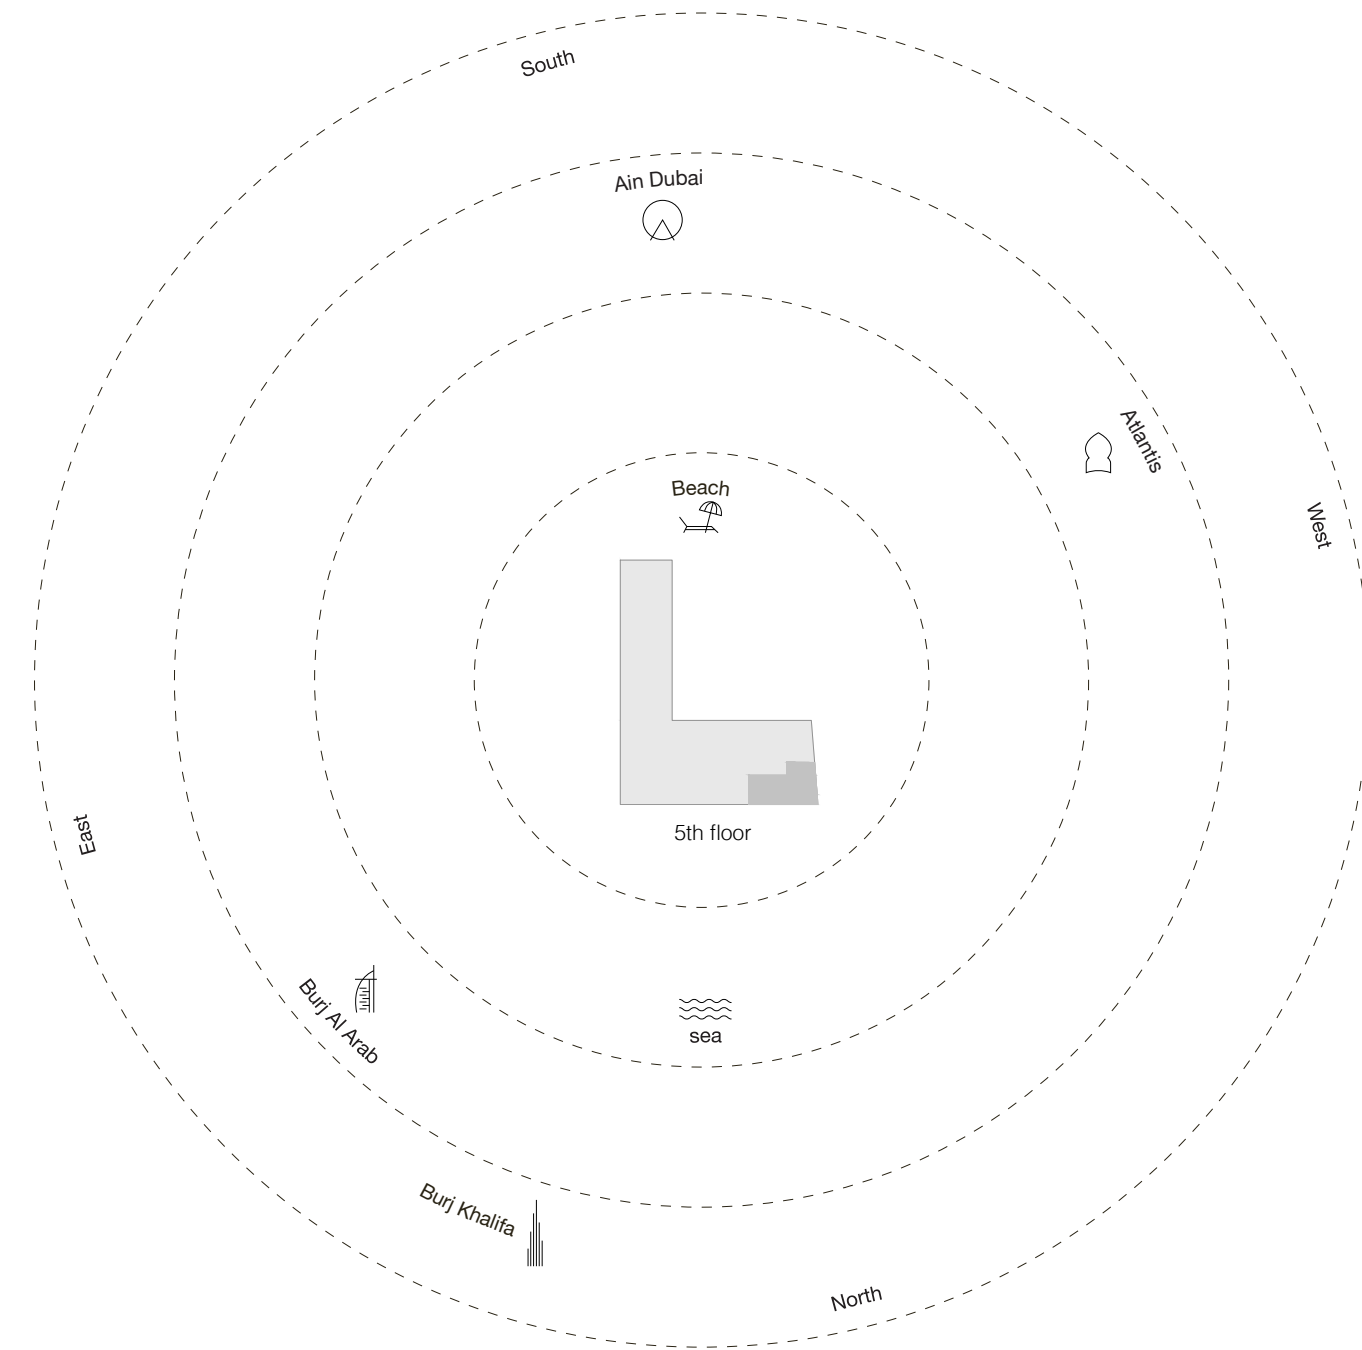 South
Ain Dubai
Atlantis
Beach
West
5th floor
East
Burj Al Arab
sea
Burj Khalifa
North